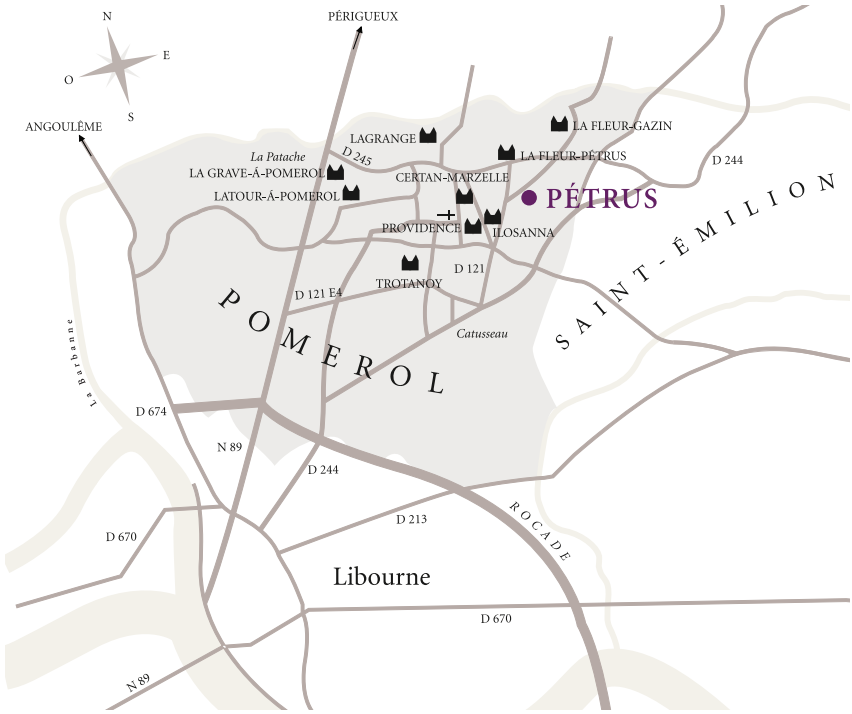 N
E
O
S
PÉRIGUEUX
ANGOULÊME
LA FLEUR-GAZIN
LAGRANGE
La Patache
D 245
LA FLEUR-PÉTRUS
D 244
LA GRAVE-Á-POMEROL
CERTAN-MARZELLE
LATOUR-Á-POMEROL
PÉTRUS
PROVIDENCE
ILOSANNA
SAINT-ÉMILION
D 121
TROTANOY
D 121 E4
POMEROL
Catusseau
La Barbanne
D 674
N 89
D 244
D 213
ROCADE
D 670
Libourne
D 670
N 89